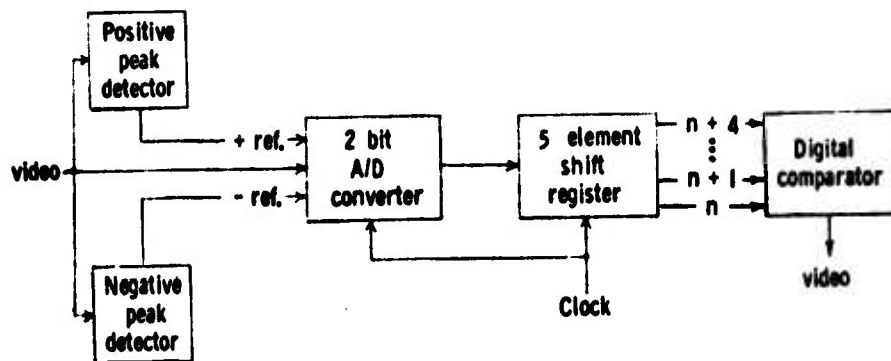 Positive
peak
detector
+ ref.
video
- ref.
2 bit
A/D
converter
5 element
shift
register
n + 4
n + 1
n
Digital
comparator
video
Clock
Negative
peak
detector